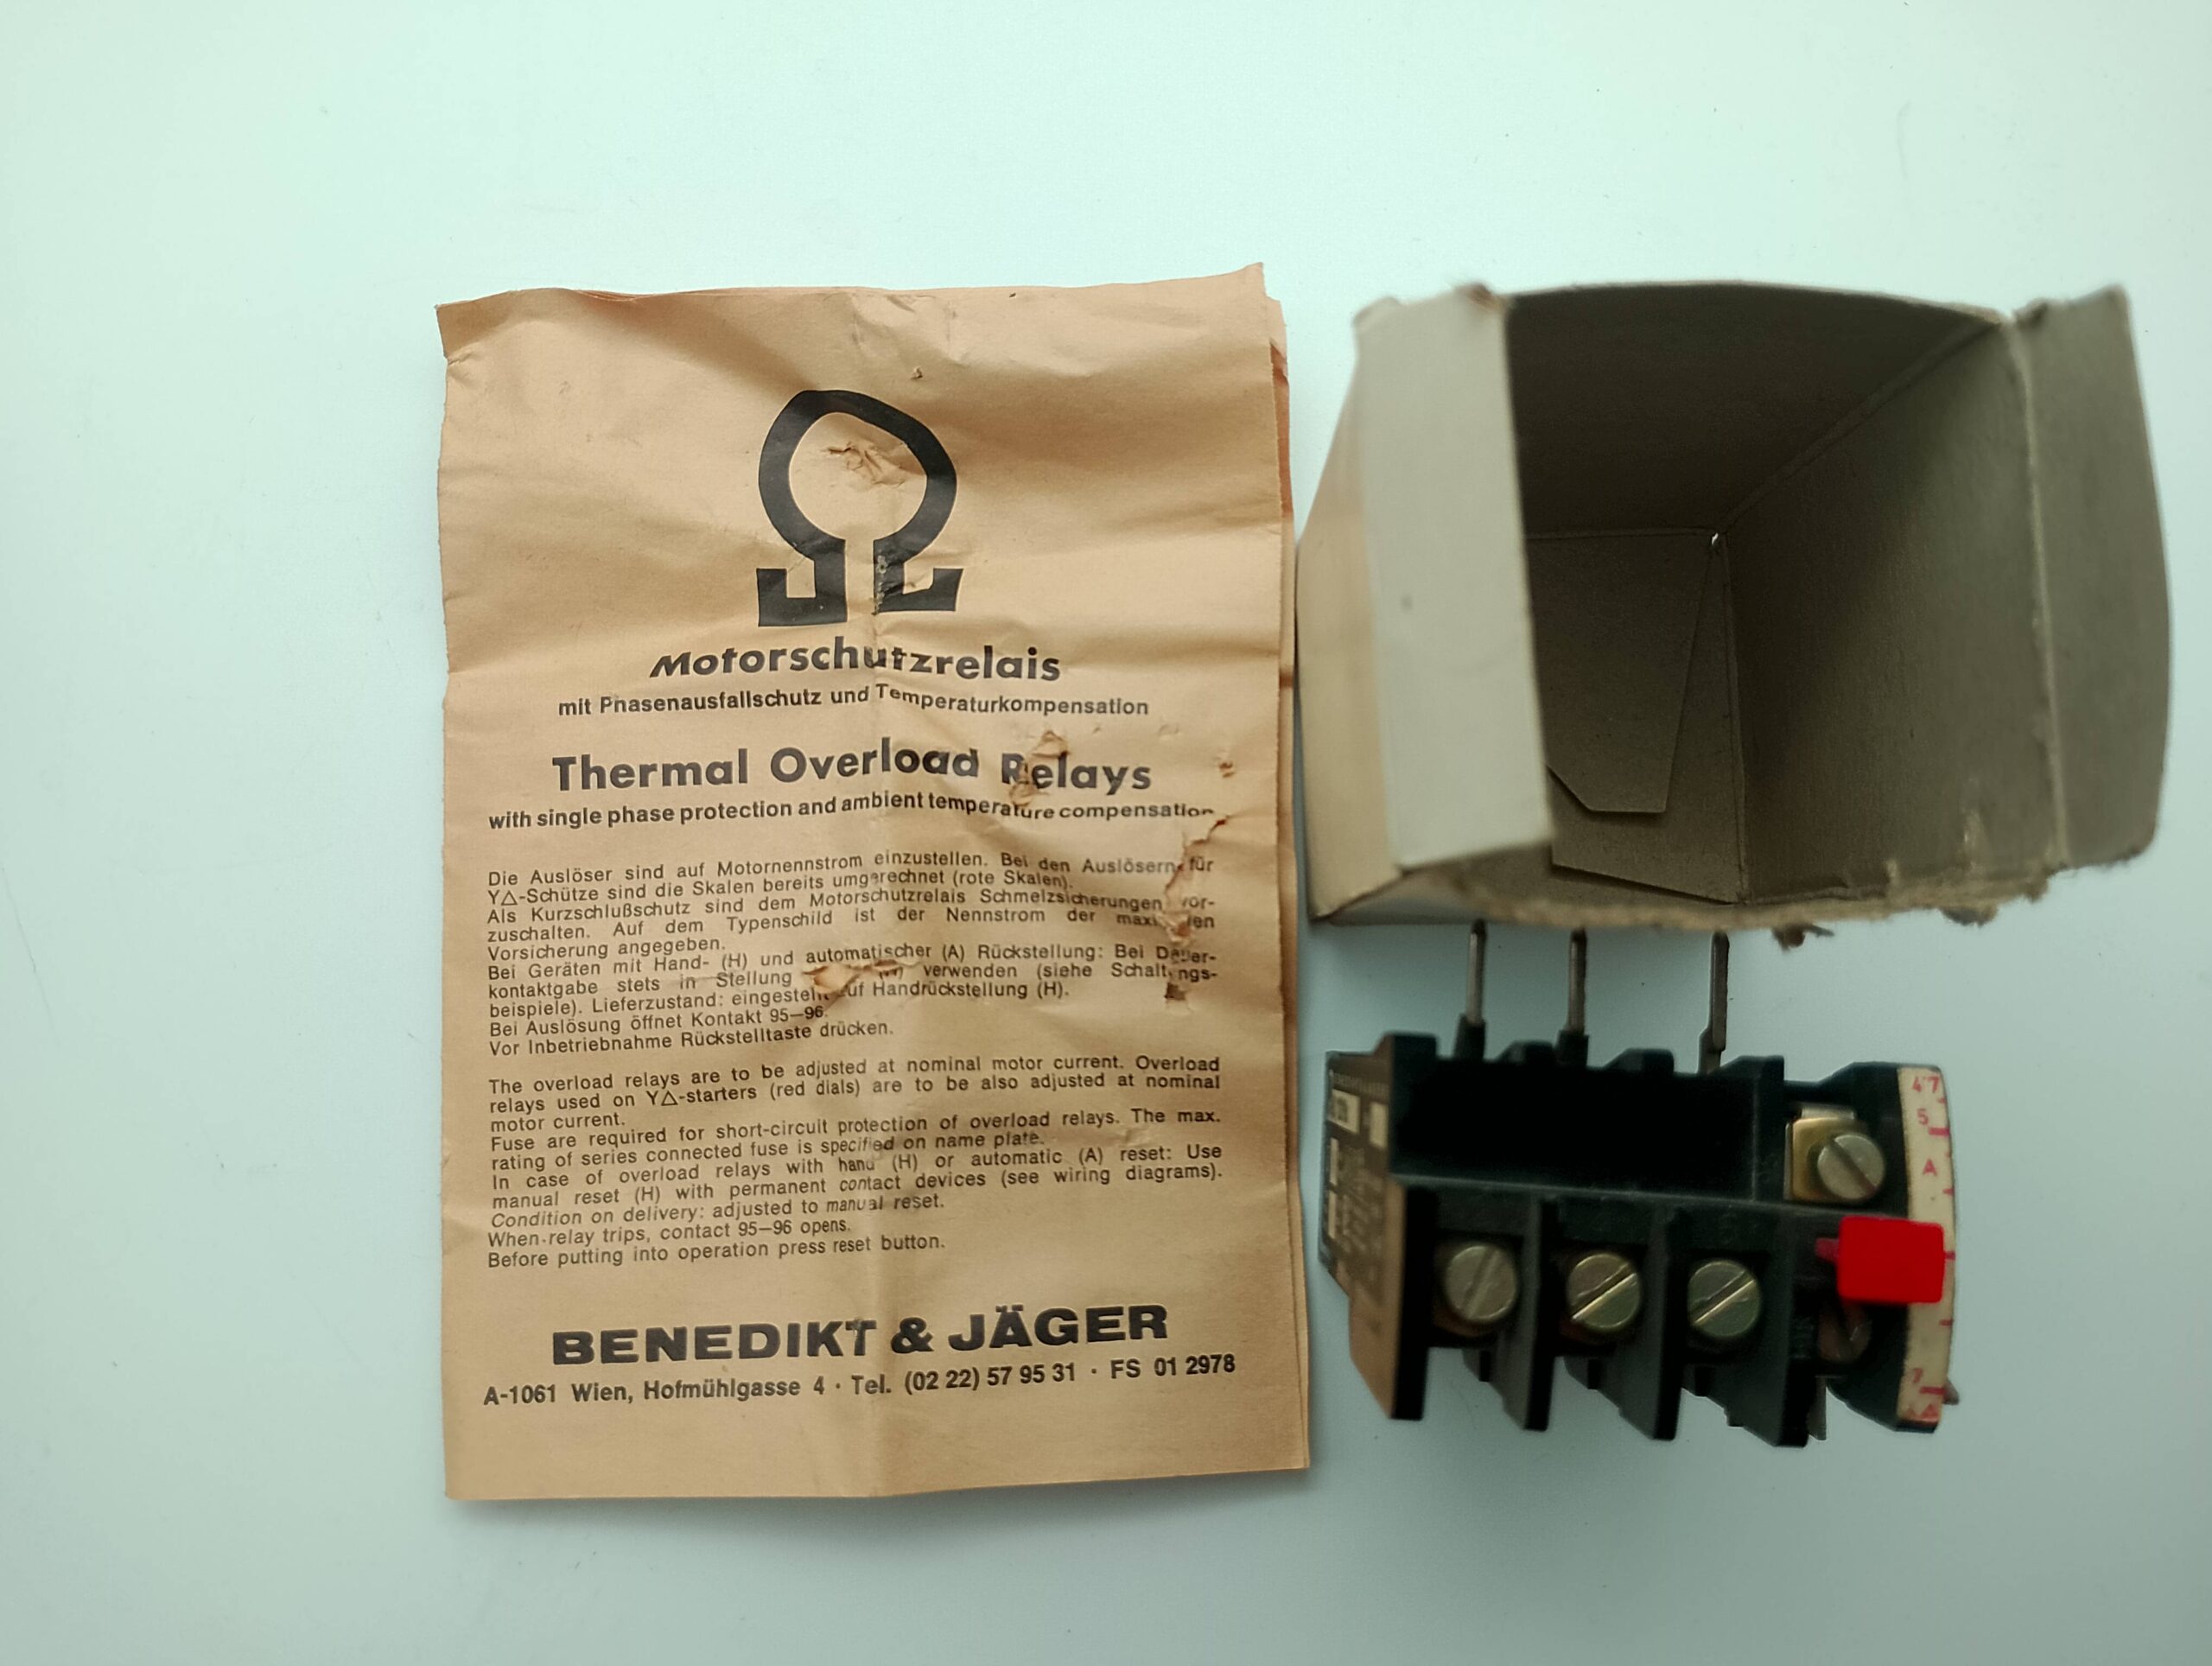 Motorschutzrelais
mit Phasenausfallschutz und Temperaturkompensation
Thermal Overload Relays
with single phase protection and ambient temperature compensation
Die Auslöser sind auf Motornennstrom einzustellen. Bei den Auslösern für
Y△-Schütze sind die Skalen bereits umgerechnet (rote Skalen).
Als Kurzschlußschutz sind dem Motorschutzrelais Schmelzsicherungen vor-
zuschalten. Auf dem Typenschild ist der Nennstrom der
Vorsicherung angegeben.
Bei Geräten mit Hand- (H) und automatischer (A) Rückstellung: Bei Dauer-
kontaktgabe stets in Stellung (H) verwenden (siehe Schaltungs-
beispiele). Lieferzustand: eingestellt auf Handrückstellung (H).
Bei Auslösung öffnet Kontakt 95—96.
Vor Inbetriebnahme Rückstelltaste drücken.
The overload relays are to be adjusted at nominal motor current. Overload
relays used on Y△-starters (red dials) are to be also adjusted at nominal
motor current.
Fuse are required for short-circuit protection of overload relays. The max.
rating of series connected fuse is specified on name plate.
In case of overload relays with hand (H) or automatic (A) reset: Use
manual reset (H) with permanent contact devices (see wiring diagrams).
Condition on delivery: adjusted to manual reset.
When relay trips, contact 95—96 opens.
Before putting into operation press reset button.
BENEDIKT & JÄGER
A-1061 Wien, Hofmühlgasse 4 · Tel. (02 22) 57 95 31 · FS 01 2978
4'7
5
A
7